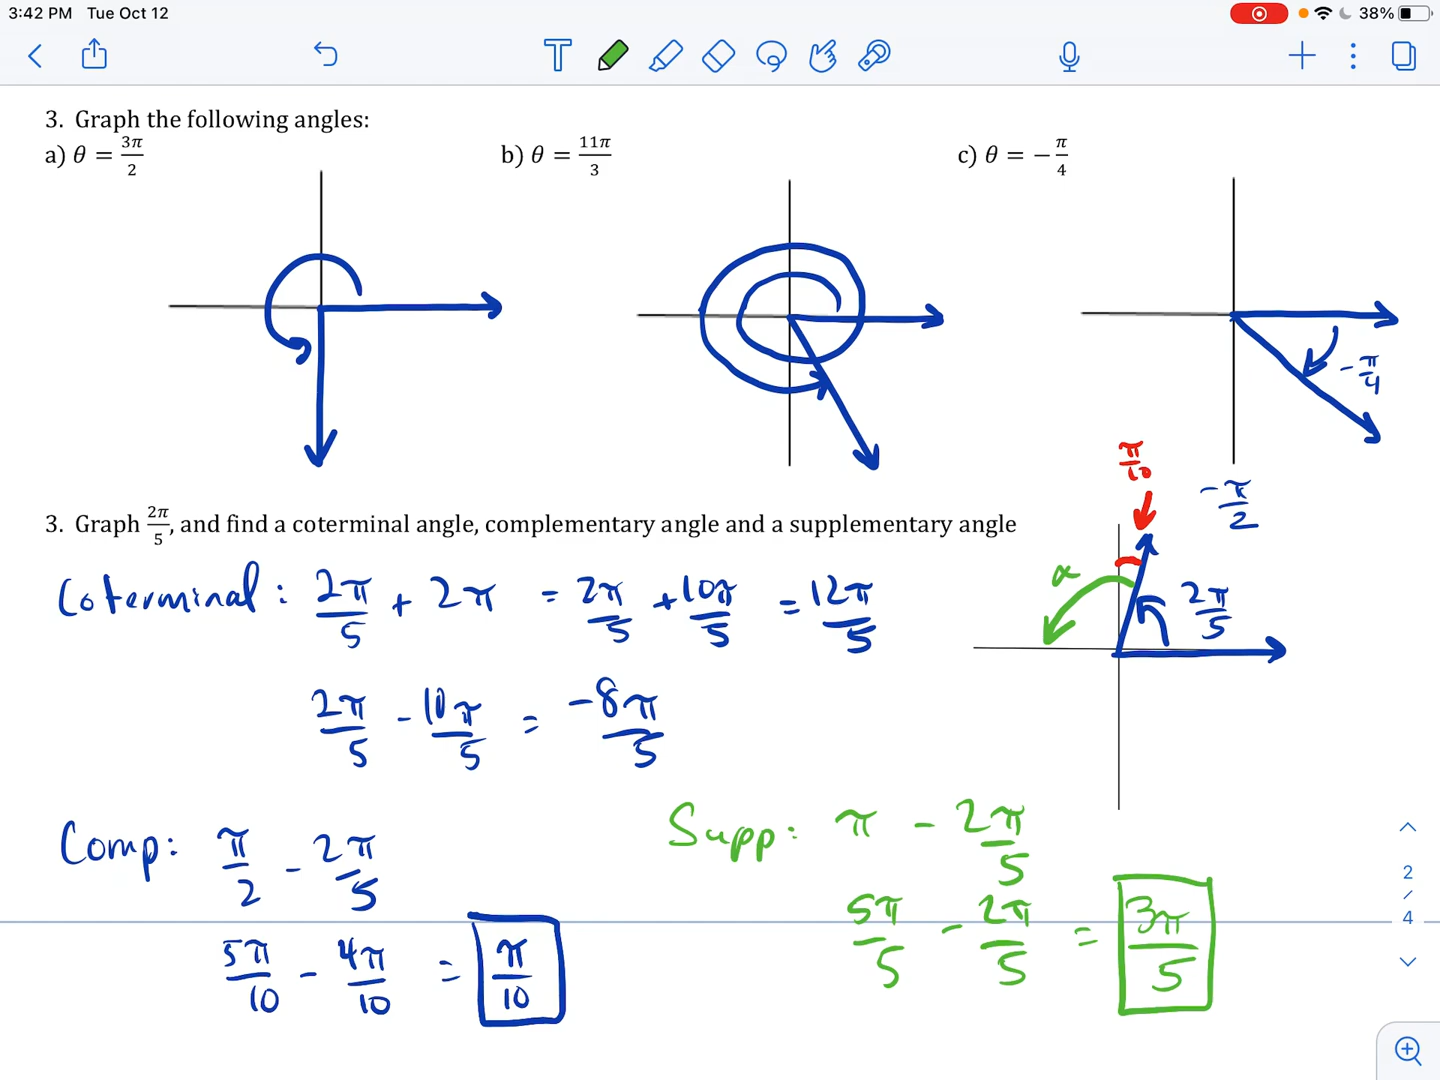 3:42 PM Tue Oct 12
38%
3. Graph the following angles:
a) θ = 3π/2
b) θ = 11π/3
c) θ = −π/4
-π/4
π/10
-π/2
3. Graph 2π/5, and find a coterminal angle, complementary angle and a supplementary angle
α
2π/5
Coterminal: 2π/5 + 2π = 2π/5 + 10π/5 = 12π/5
2π/5 - 10π/5 = -8π/5
Comp: π/2 - 2π/5
5π/10 - 4π/10 = π/10
Supp: π - 2π/5
5π/5 - 2π/5 = 3π/5
2
/
4